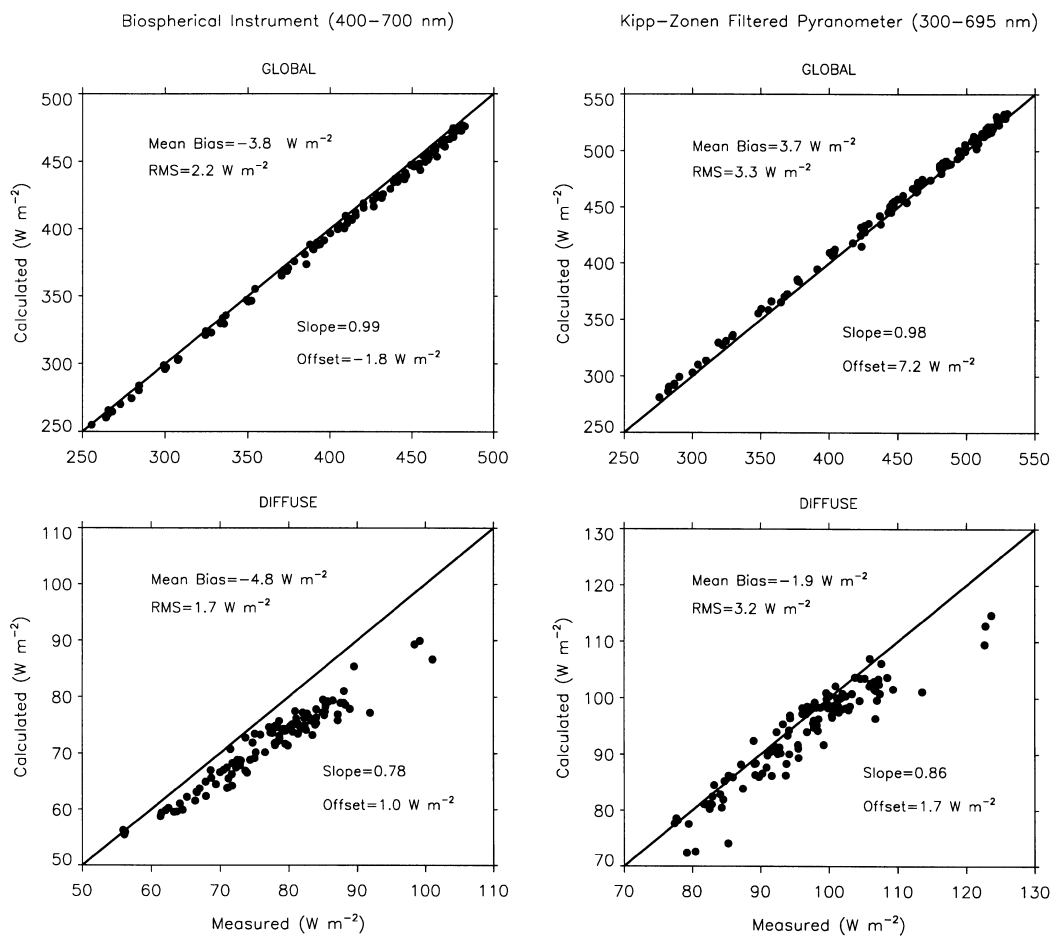 Biospherical Instrument (400–700 nm)
Kipp–Zonen Filtered Pyranometer (300–695 nm)
GLOBAL
Mean Bias=−3.8 W m−2
RMS=2.2 W m−2
Slope=0.99
Offset=−1.8 W m−2
Calculated (W m−2)
500
450
400
350
300
250
250 300 350 400 450 500
GLOBAL
Mean Bias=3.7 W m−2
RMS=3.3 W m−2
Slope=0.98
Offset=7.2 W m−2
Calculated (W m−2)
550
500
450
400
350
300
250
250 300 350 400 450 500 550
DIFFUSE
Mean Bias=−4.8 W m−2
RMS=1.7 W m−2
Slope=0.78
Offset=1.0 W m−2
Calculated (W m−2)
110
100
90
80
70
60
50
50 60 70 80 90 100 110
Measured (W m−2)
DIFFUSE
Mean Bias=−1.9 W m−2
RMS=3.2 W m−2
Slope=0.86
Offset=1.7 W m−2
Calculated (W m−2)
130
120
110
100
90
80
70
70 80 90 100 110 120 130
Measured (W m−2)